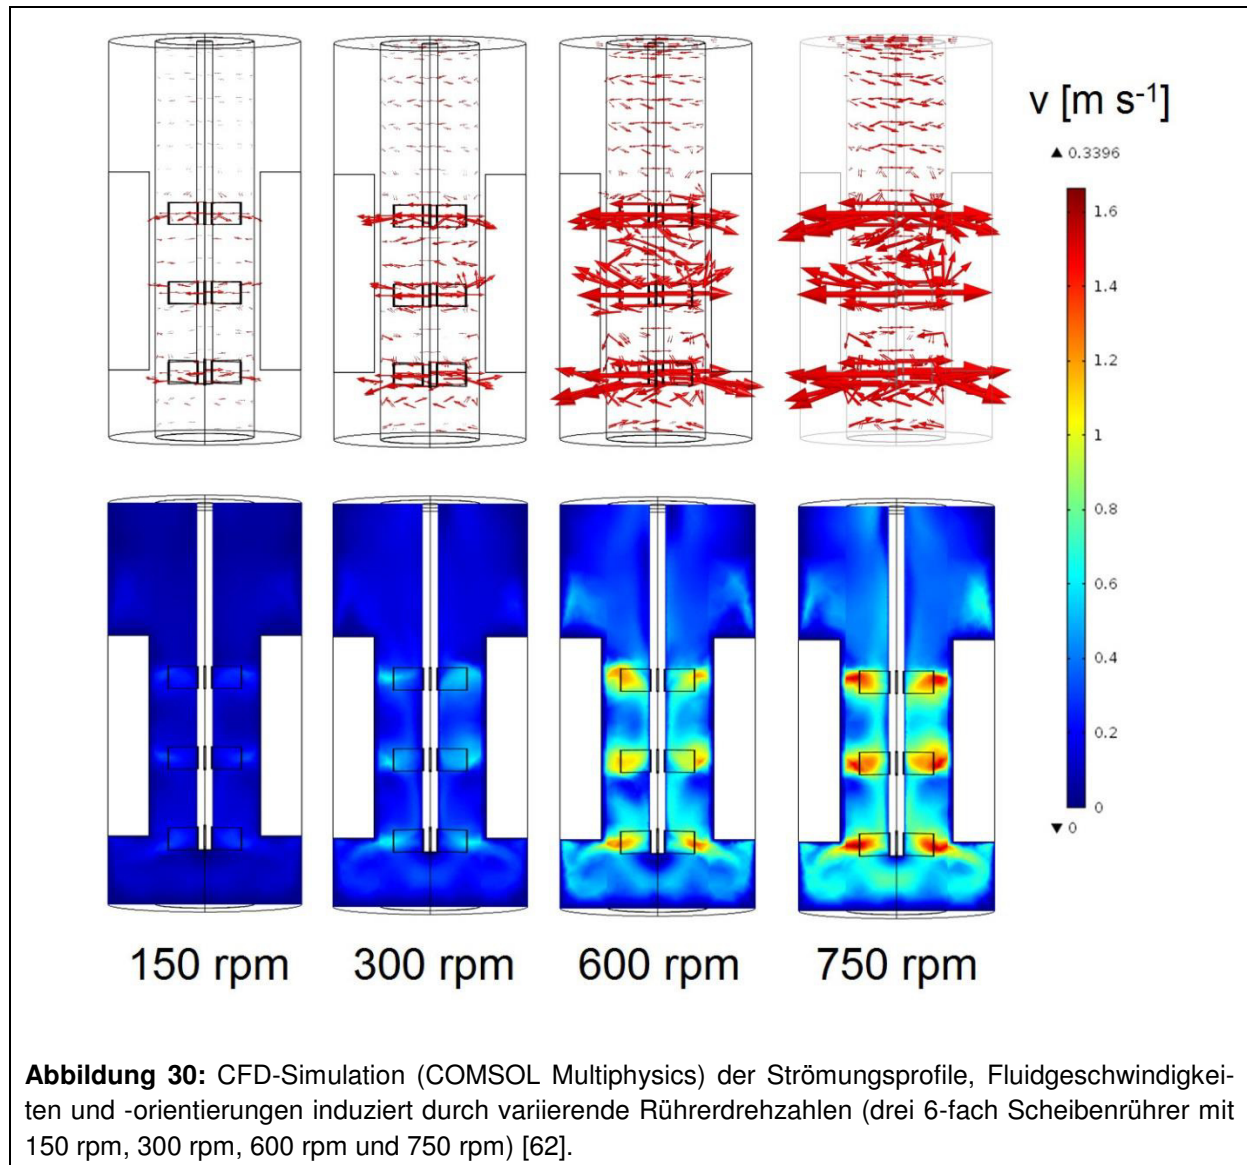 v [m s-1]
▲ 0.3396
1.6
1.4
1.2
1
0.8
0.6
0.4
0.2
0
▼ 0
150 rpm
300 rpm
600 rpm
750 rpm
Abbildung 30: CFD-Simulation (COMSOL Multiphysics) der Strömungsprofile, Fluidgeschwindigkei-
ten und -orientierungen induziert durch variierende Rührerdrehzahlen (drei 6-fach Scheibenrührer mit
150 rpm, 300 rpm, 600 rpm und 750 rpm) [62].